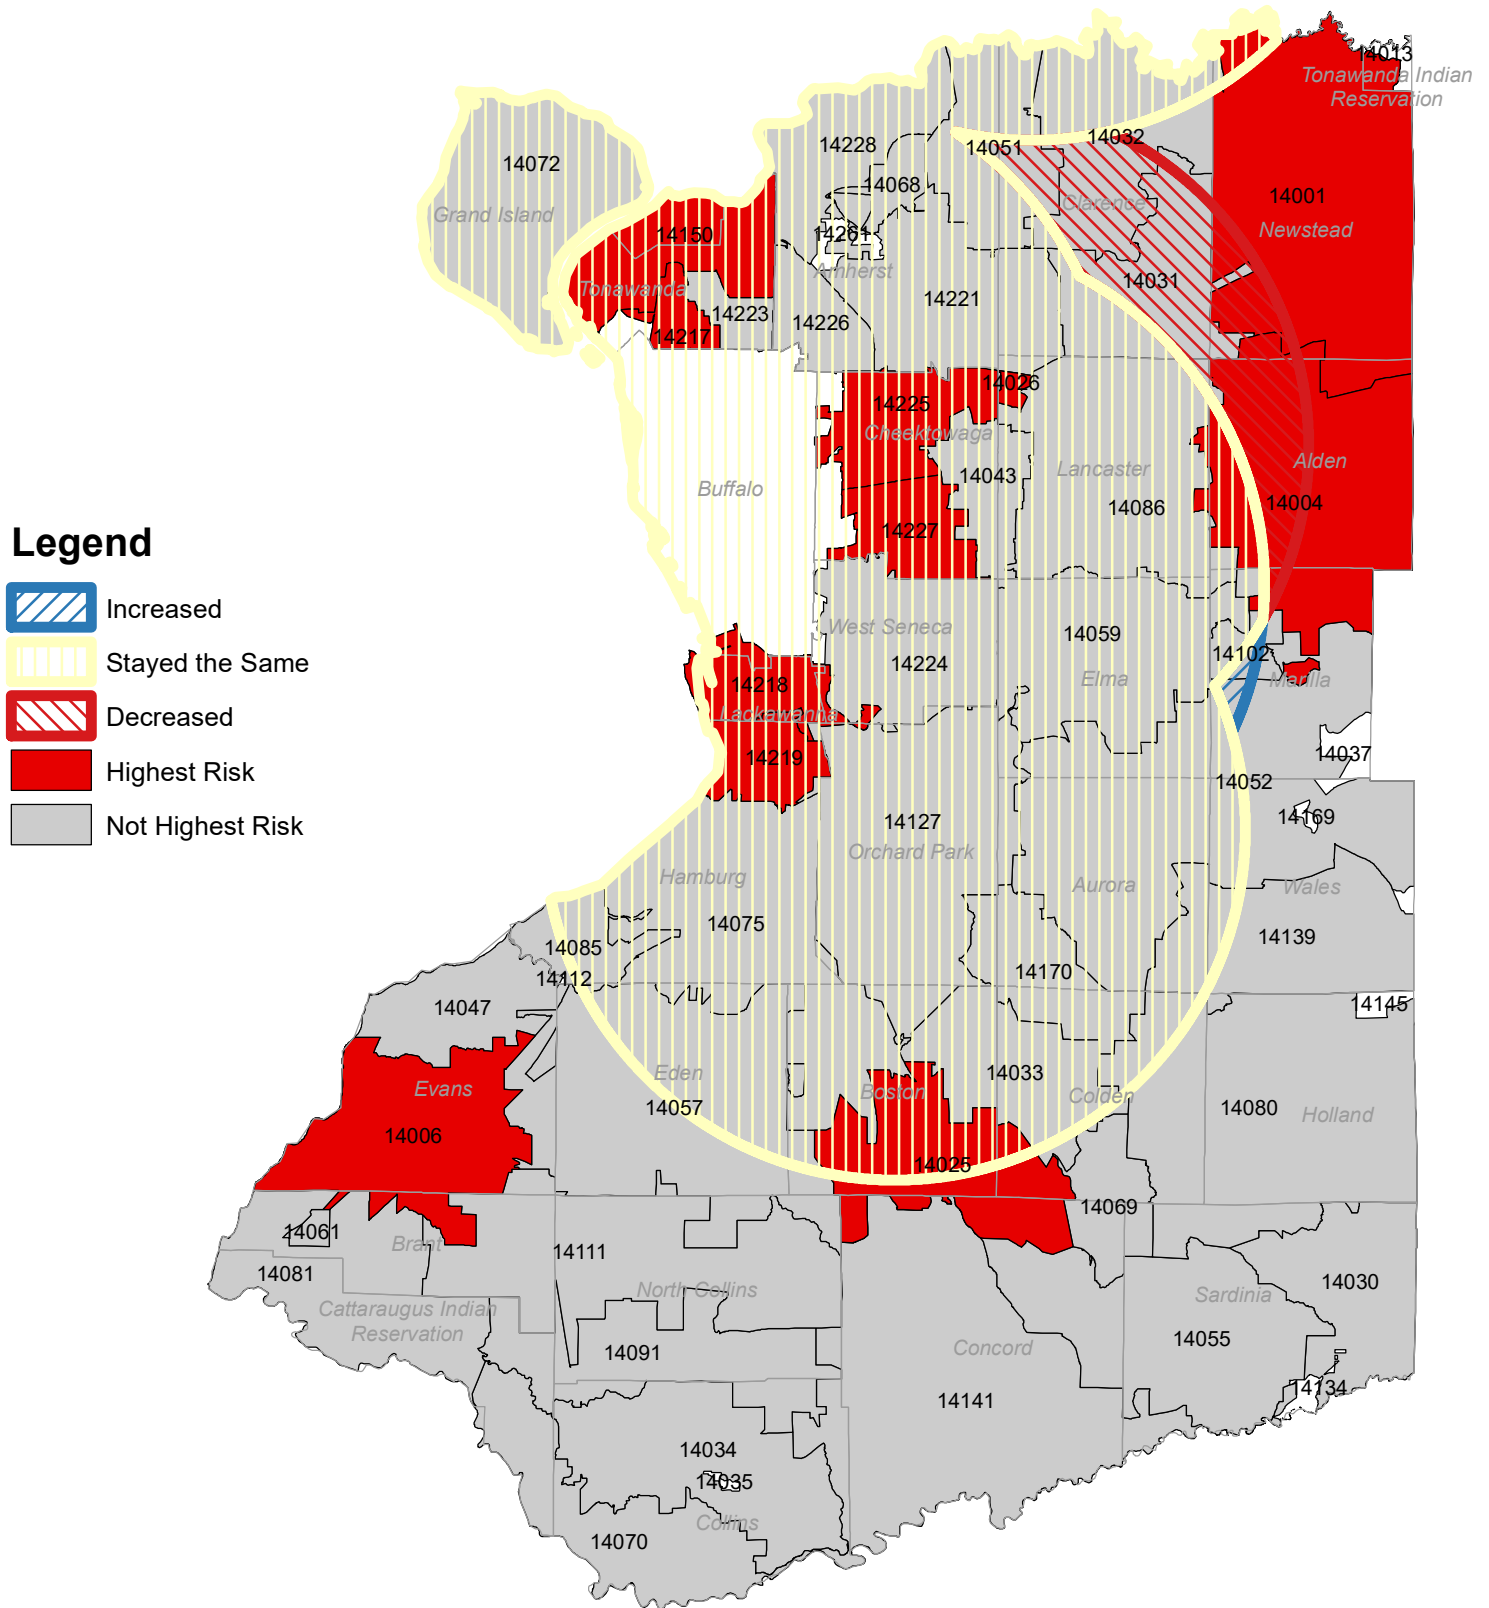 14013
Tonawanda Indian
Reservation
14032
14228
14051
14072
14068
14001
Clarence
Grand Island
Newstead
14150
14261
Amherst
14031
Tonawanda
14221
14223
14226
14217
14026
14225
Cheektowaga
Alden
Lancaster
14043
Buffalo
14004
14086
14227
Legend
Increased
Stayed the Same
Decreased
Highest Risk
Not Highest Risk
West Seneca
14059
14102
14224
Elma
Marilla
14218
Lackawanna
14037
14219
14052
14169
14127
Orchard Park
Hamburg
Aurora
Wales
14075
14139
14085
14170
14112
14145
14047
Eden
14033
Evans
Boston
Colden
14057
14080
Holland
14006
14025
14069
14061
Brant
14111
14081
14030
North Collins
Sardinia
Cattaraugus Indian
Reservation
14055
Concord
14091
14134
14141
14034
14035
Collins
14070